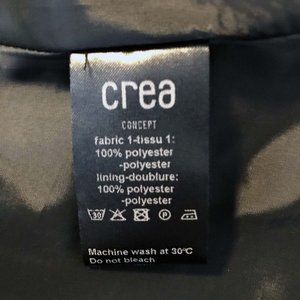 crea
CONCEPT
fabric 1-tissu 1:
100% polyester
-polyester
lining-doublure:
100% polyester
-polyester
30 P
Machine wash at 30°C
Do not bleach